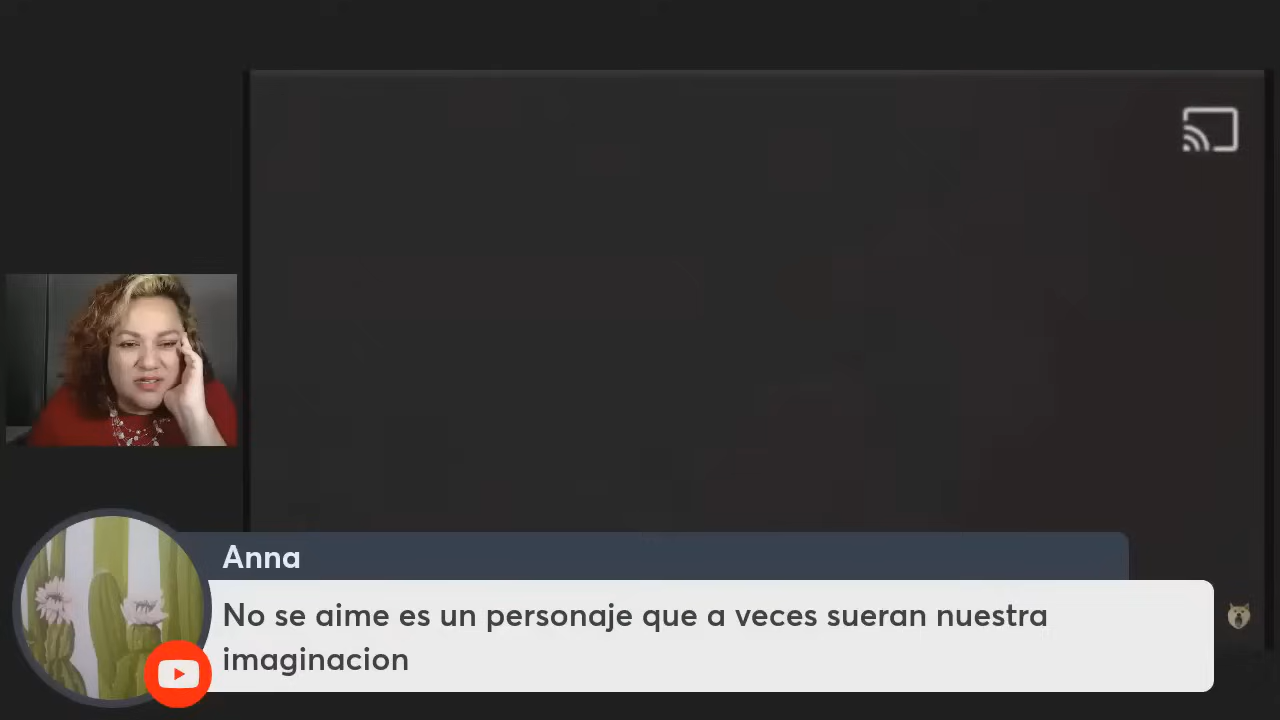 Anna
No se aime es un personaje que a veces sueran nuestra
imaginacion